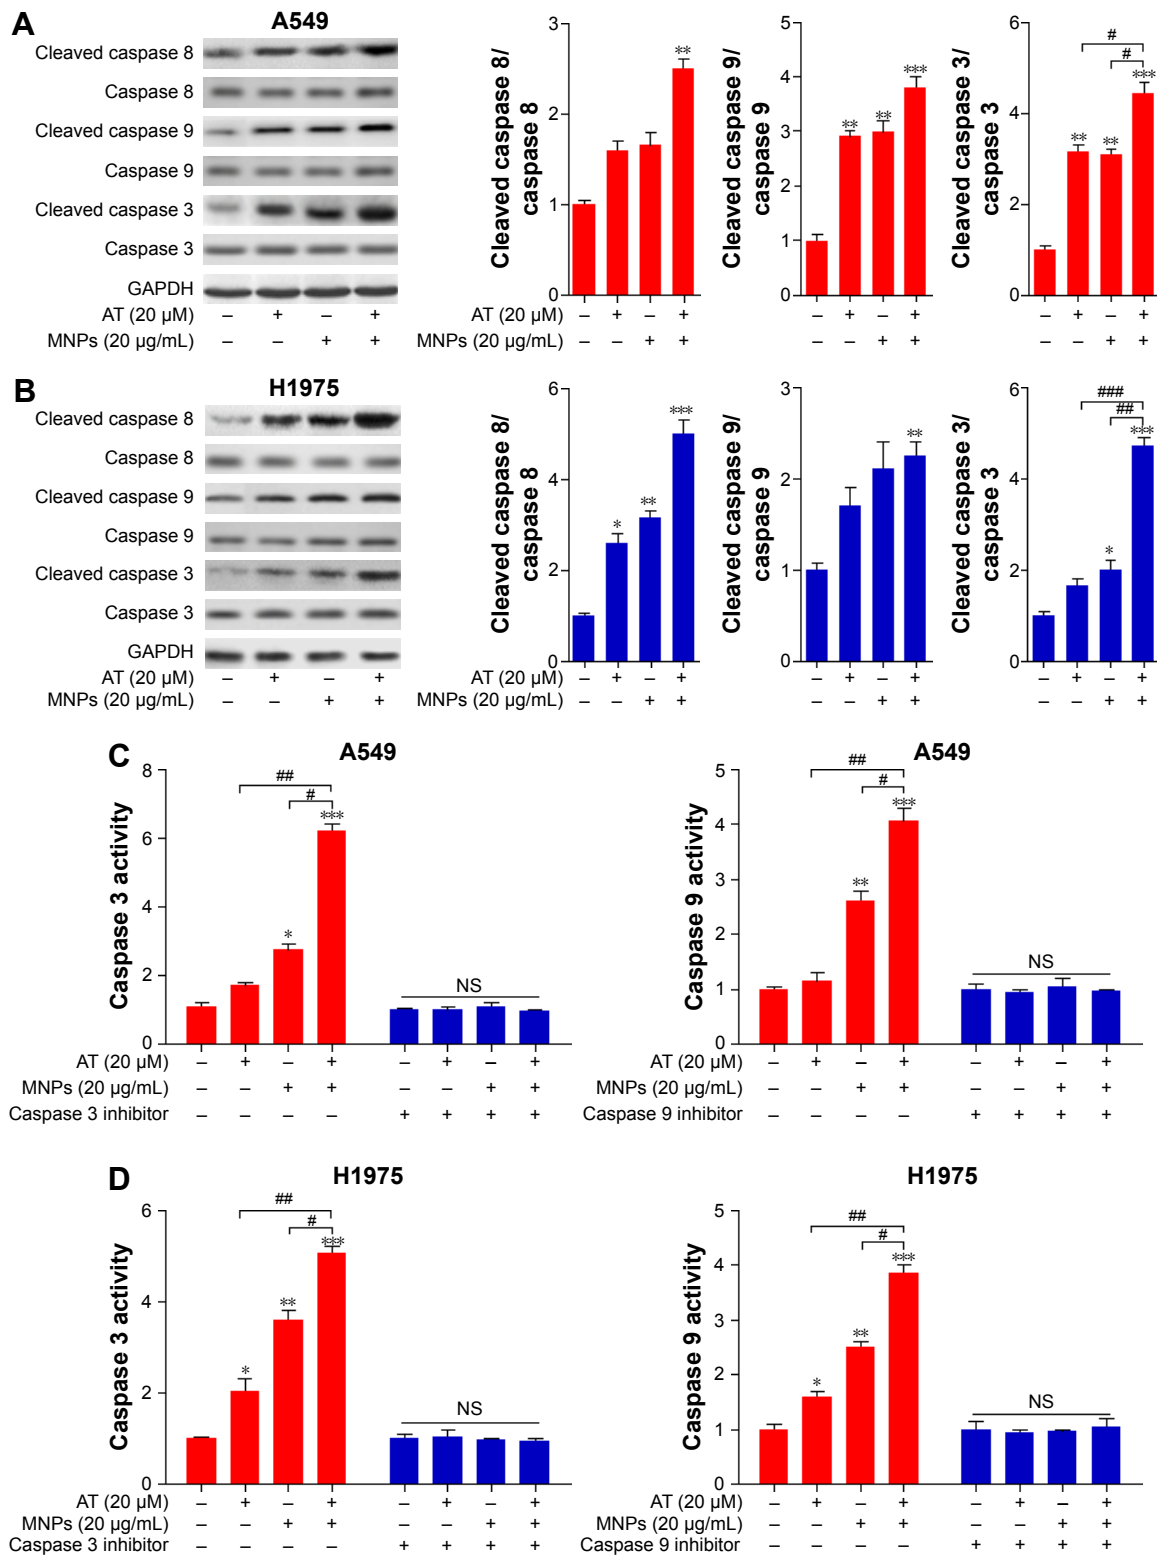 A
A549
Cleaved caspase 8
Caspase 8
Cleaved caspase 9
Caspase 9
Cleaved caspase 3
Caspase 3
GAPDH
AT (20 µM) – + – +
MNPs (20 µg/mL) – – + +
Cleaved caspase 8/
caspase 8
3
2
1
0
**
AT (20 µM) – + – +
MNPs (20 µg/mL) – – + +
Cleaved caspase 9/
caspase 9
5
4
3
2
1
0
** ** ***
– + – +
– – + +
Cleaved caspase 3/
caspase 3
6
4
2
0
#
#
** ** ***
– + – +
– – + +
B
H1975
Cleaved caspase 8
Caspase 8
Cleaved caspase 9
Caspase 9
Cleaved caspase 3
Caspase 3
GAPDH
AT (20 µM) – + – +
MNPs (20 µg/mL) – – + +
Cleaved caspase 8/
caspase 8
6
4
2
0
* ** ***
AT (20 µM) – + – +
MNPs (20 µg/mL) – – + +
Cleaved caspase 9/
caspase 9
3
2
1
0
**
– + – +
– – + +
Cleaved caspase 3/
caspase 3
6
4
2
0
###
##
* ***
– + – +
– – + +
C
A549
Caspase 3 activity
8
6
4
2
0
##
#
* ***
NS
AT (20 µM) – + – + – + – +
MNPs (20 µg/mL) – – + + – – + +
Caspase 3 inhibitor – – – – + + + +
A549
Caspase 9 activity
5
4
3
2
1
0
##
#
** ***
NS
AT (20 µM) – + – + – + – +
MNPs (20 µg/mL) – – + + – – + +
Caspase 9 inhibitor – – – – + + + +
D
H1975
Caspase 3 activity
6
4
2
0
##
#
* ** ***
NS
AT (20 µM) – + – + – + – +
MNPs (20 µg/mL) – – + + – – + +
Caspase 3 inhibitor – – – – + + + +
H1975
Caspase 9 activity
5
4
3
2
1
0
##
#
* ** ***
NS
AT (20 µM) – + – + – + – +
MNPs (20 µg/mL) – – + + – – + +
Caspase 9 inhibitor – – – – + + + +